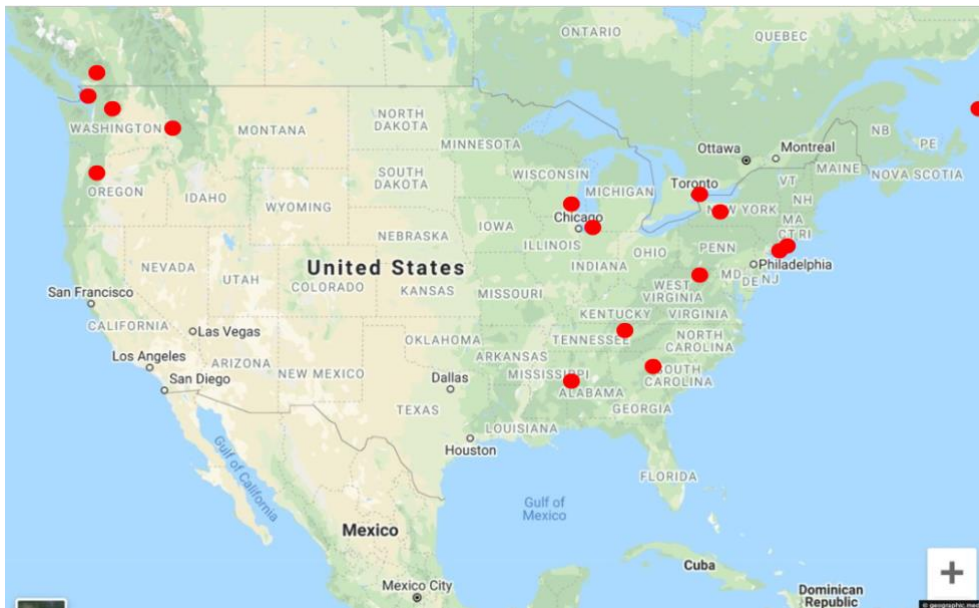 ONTARIO
QUEBEC
WASHINGTON
MONTANA
NORTH
DAKOTA
MINNESOTA
Ottawa
Montreal
NB
PE
MAINE
NOVA SCOTIA
OREGON
IDAHO
WYOMING
SOUTH
DAKOTA
WISCONSIN
MICHIGAN
Toronto
VT
NH
NEW YORK
MA
CT RI
Chicago
IOWA
NEBRASKA
ILLINOIS
INDIANA
OHIO
PENN
Philadelphia
MD
DE NJ
NEVADA
UTAH
COLORADO
United States
KANSAS
MISSOURI
WEST
VIRGINIA
KENTUCKY
VIRGINIA
San Francisco
CALIFORNIA
Las Vegas
Los Angeles
San Diego
ARIZONA
NEW MEXICO
OKLAHOMA
ARKANSAS
TENNESSEE
NORTH
CAROLINA
SOUTH
CAROLINA
MISSISSIPPI
ALABAMA
GEORGIA
Dallas
TEXAS
LOUISIANA
Houston
FLORIDA
Gulf of California
Gulf of
Mexico
Mexico
Cuba
Mexico City
Dominican
Republic
+